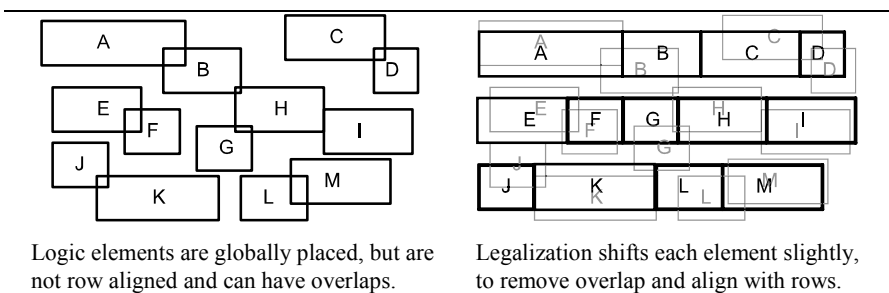 A
B
C
D
E
F
G
H
I
J
K
L
M
Logic elements are globally placed, but are
not row aligned and can have overlaps.
A
A
B
B
C
C
D
D
E
E
F
F
G
G
H
H
I
I
J
J
K
K
L
L
M
M
Legalization shifts each element slightly,
to remove overlap and align with rows.